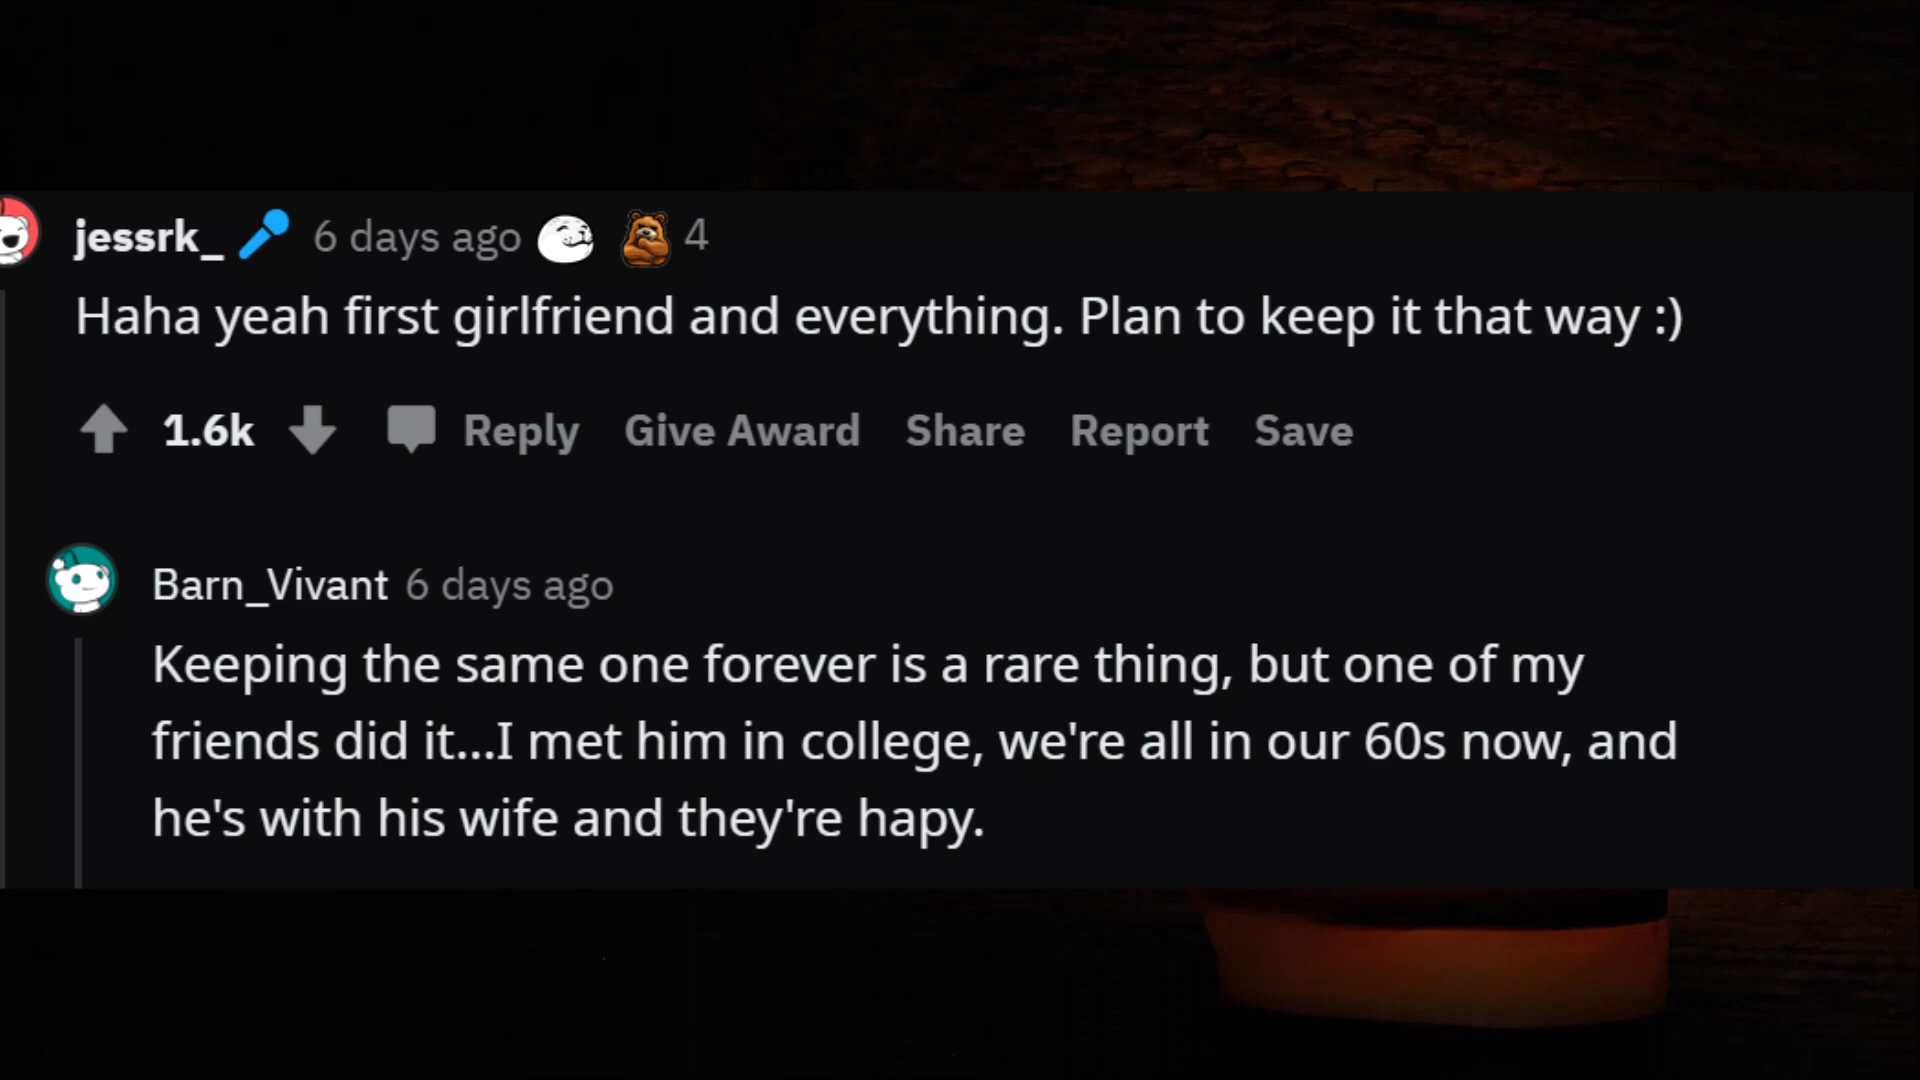 jessrk_ 6 days ago 4
Haha yeah first girlfriend and everything. Plan to keep it that way :)
1.6k Reply Give Award Share Report Save
Barn_Vivant 6 days ago
Keeping the same one forever is a rare thing, but one of my
friends did it...I met him in college, we're all in our 60s now, and
he's with his wife and they're hapy.